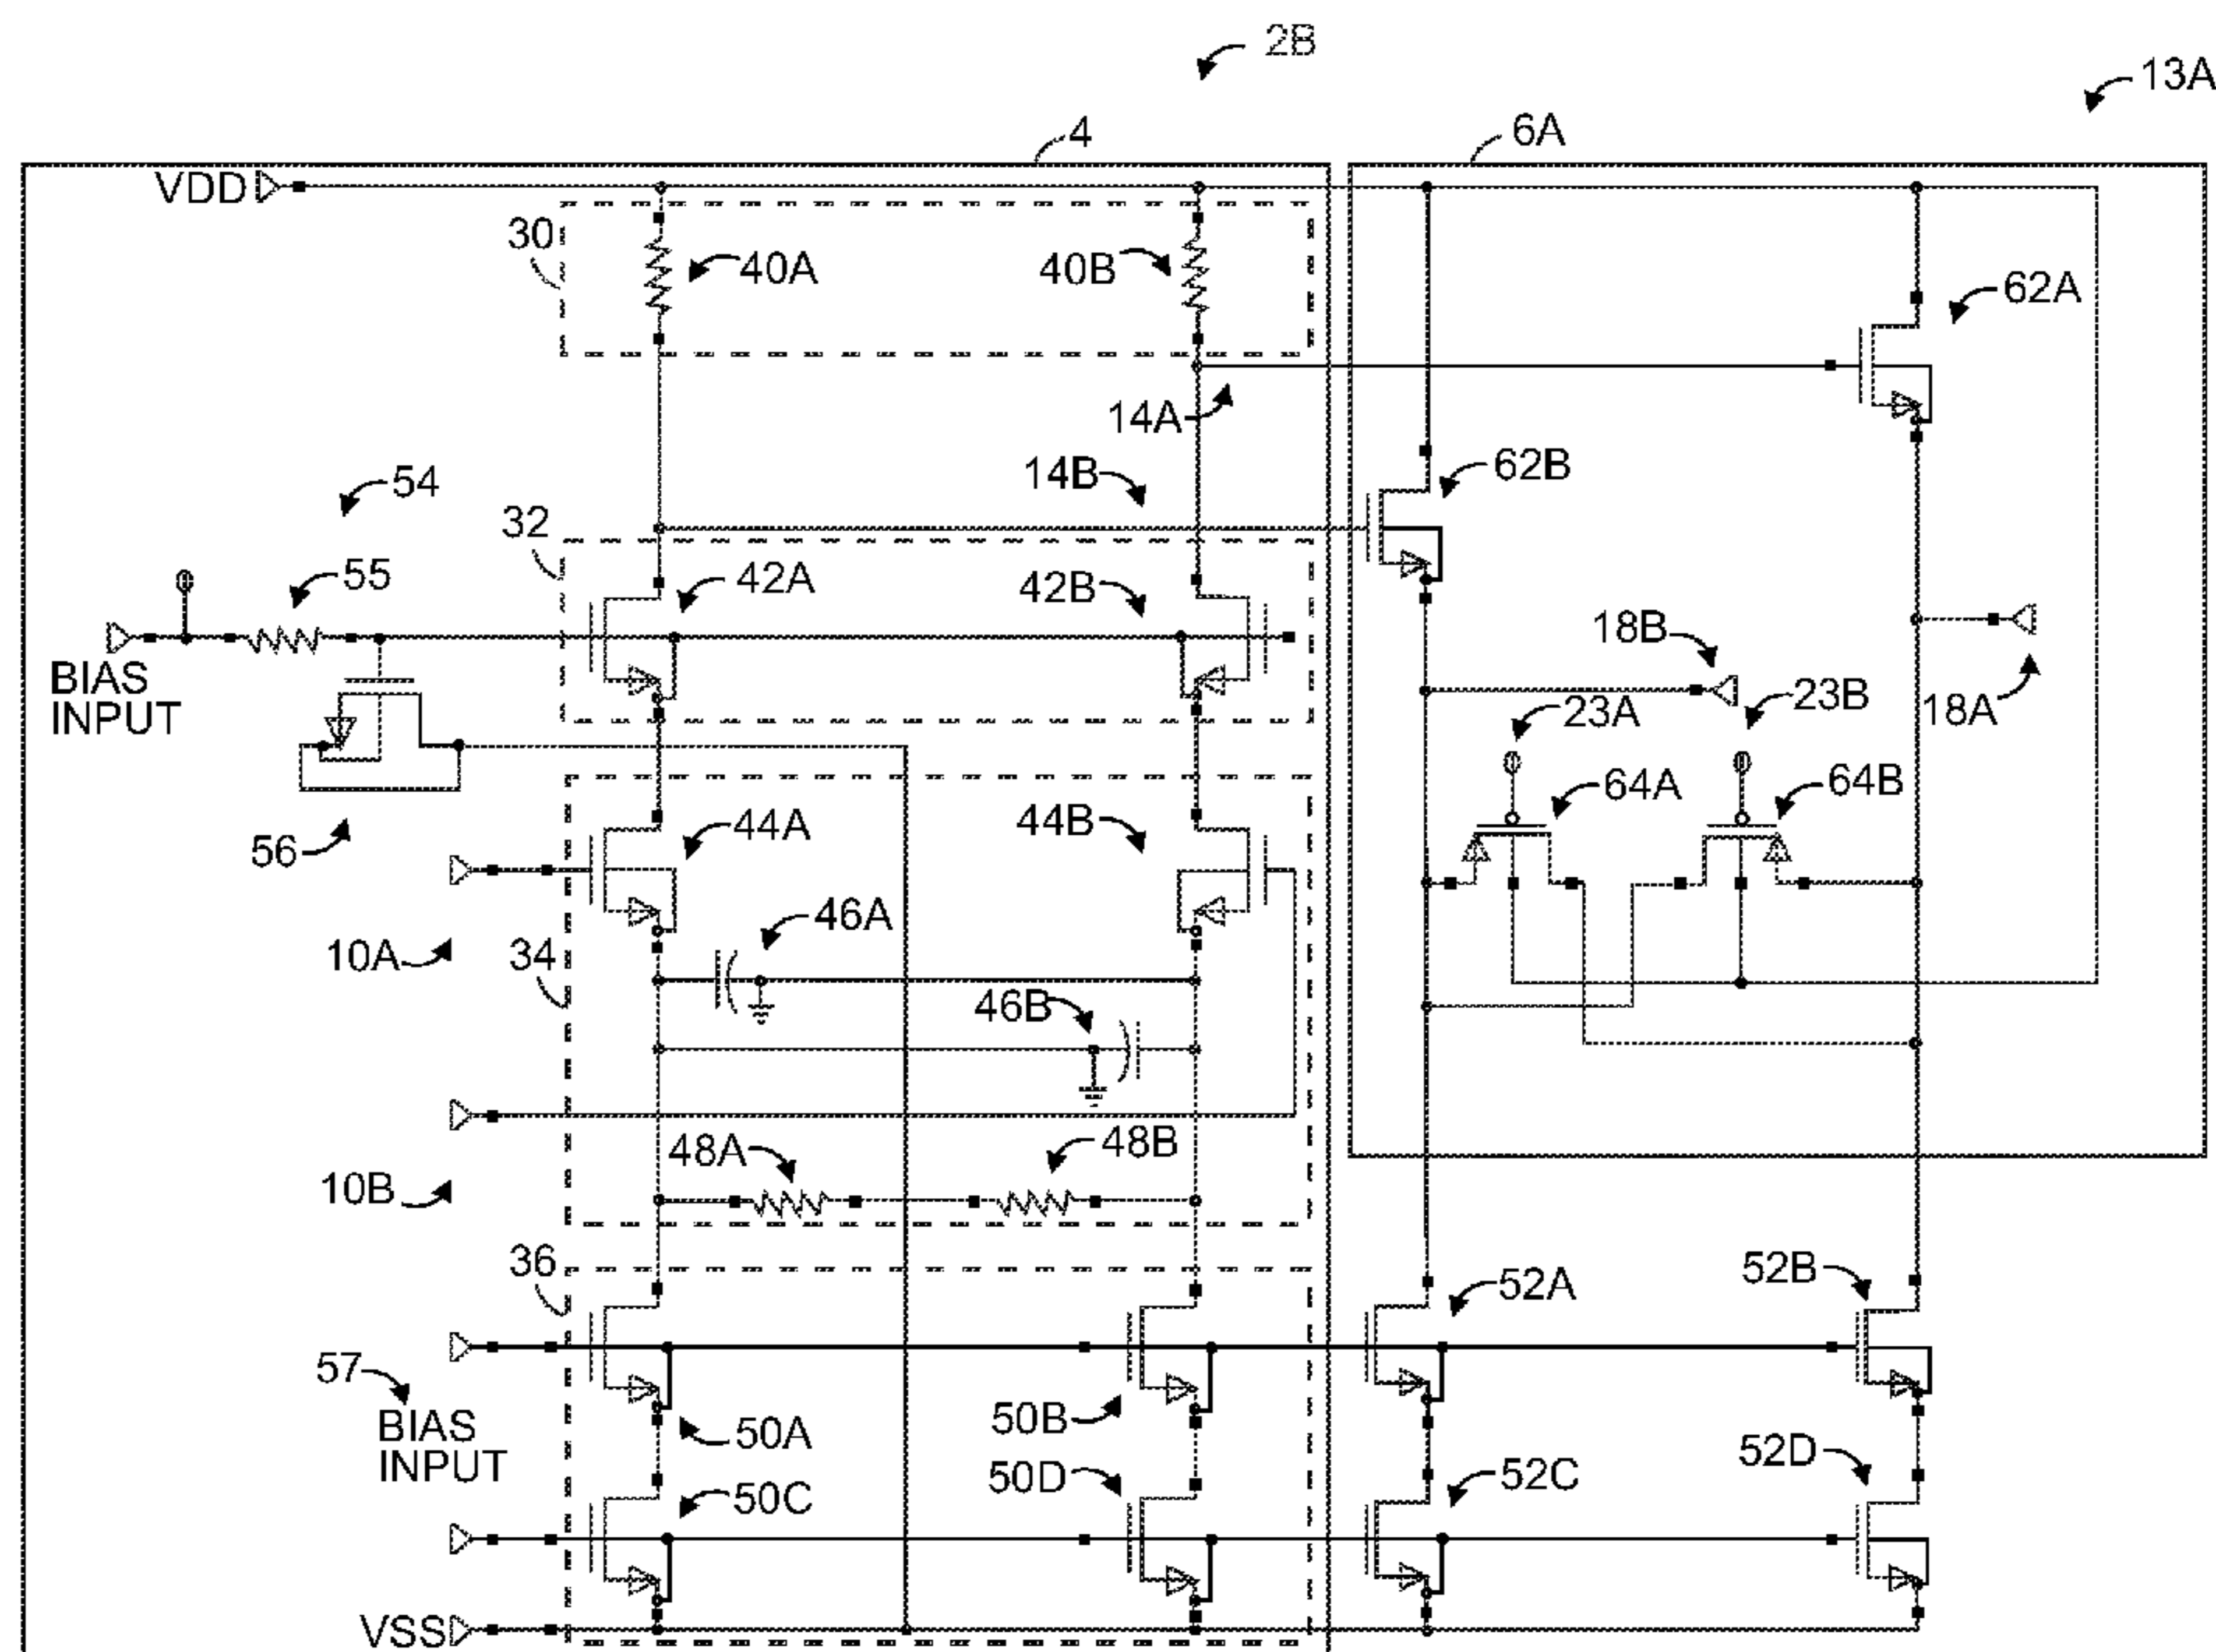 2B
13A
4
6A
VDD
30
40A
40B
62A
14A
14B
62B
54
32
55
42A
42B
BIAS
INPUT
18B
18A
23A
23B
56
44A
44B
64A
64B
10A
34
46A
46B
10B
48A
48B
36
52A
52B
57
BIAS
INPUT
50A
50B
50C
50D
52C
52D
VSS